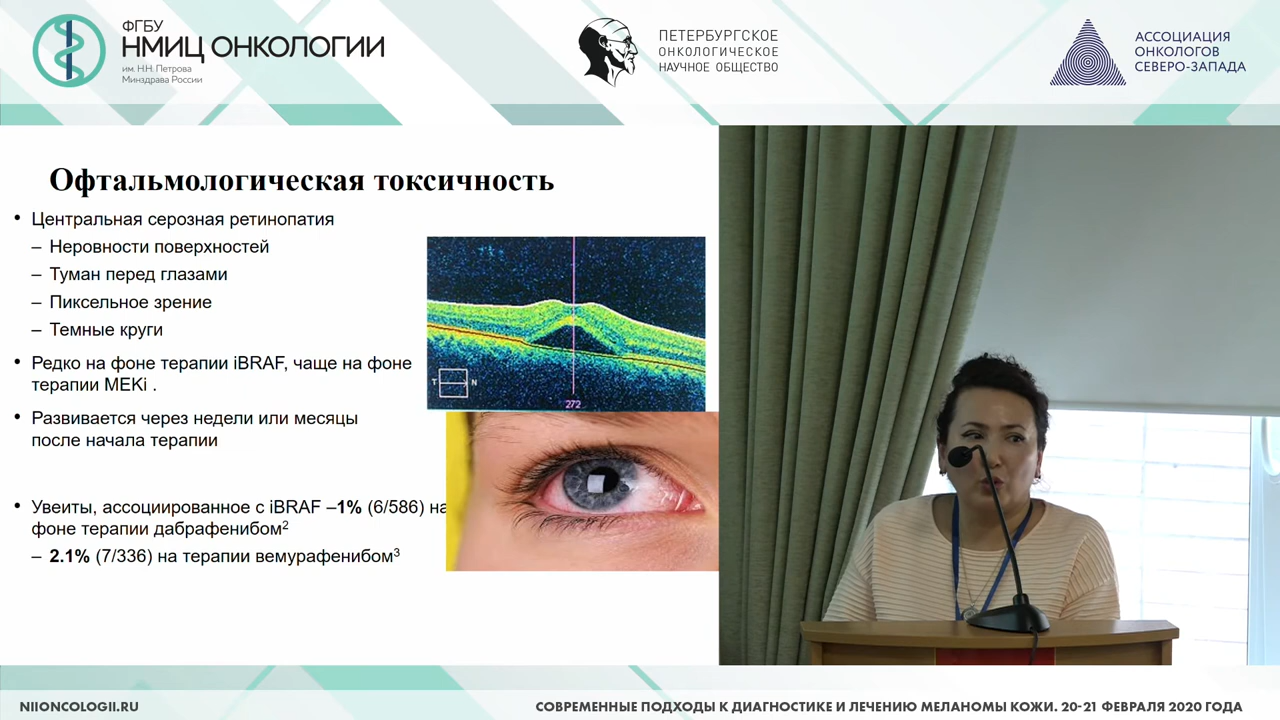 ФГБУ
НМИЦ ОНКОЛОГИИ
им. Н.Н. Петрова
Минздрава России
ПЕТЕРБУРГСКОЕ
ОНКОЛОГИЧЕСКОЕ
НАУЧНОЕ ОБЩЕСТВО
АССОЦИАЦИЯ
ОНКОЛОГОВ
СЕВЕРО-ЗАПАДА
Офтальмологическая токсичность
• Центральная серозная ретинопатия
– Неровности поверхностей
– Туман перед глазами
– Пиксельное зрение
– Темные круги
• Редко на фоне терапии iBRAF, чаще на фоне
терапии MEKi .
• Развивается через недели или месяцы
после начала терапии
• Увеиты, ассоциированное с iBRAF –1% (6/586) на
фоне терапии дабрафенибом2
– 2.1% (7/336) на терапии вемурафенибом3
T N
272
NIIONCOLOGII.RU
СОВРЕМЕННЫЕ ПОДХОДЫ К ДИАГНОСТИКЕ И ЛЕЧЕНИЮ МЕЛАНОМЫ КОЖИ. 20-21 ФЕВРАЛЯ 2020 ГОДА